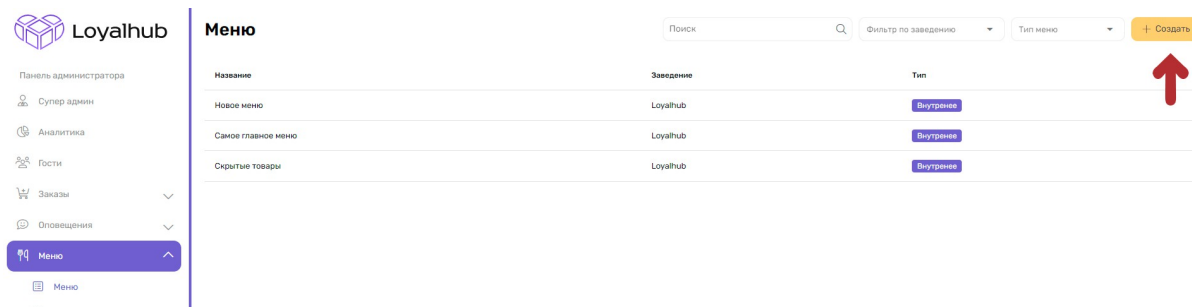 Loyalhub
Панель администратора
Супер админ
Аналитика
Гости
Заказы
Оповещения
Меню
Меню
Меню
Поиск
Фильтр по заведению
Тип меню
+ Создать
Название Заведение Тип
Новое меню Loyalhub Внутренее
Самое главное меню Loyalhub Внутренее
Скрытые товары Loyalhub Внутренее